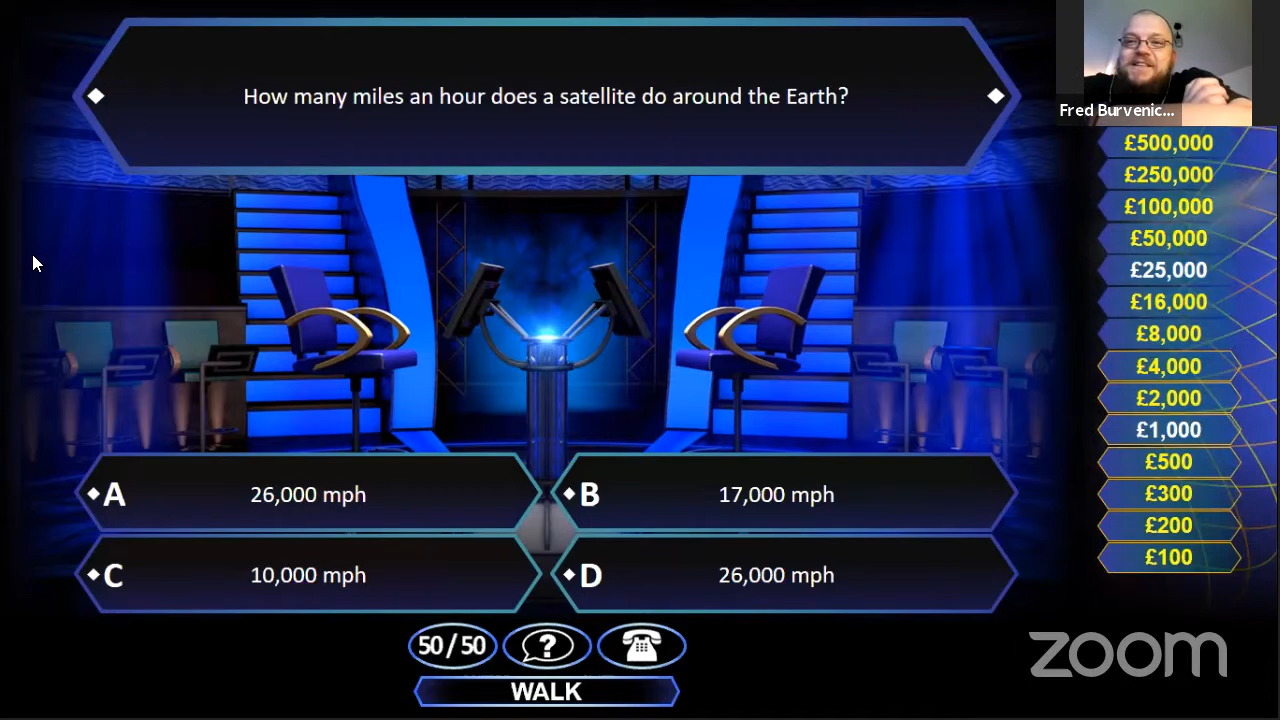 How many miles an hour does a satellite do around the Earth?
Fred Burvenic...
£500,000
£250,000
£100,000
£50,000
£25,000
£16,000
£8,000
£4,000
£2,000
£1,000
£500
£300
£200
£100
A 26,000 mph
B 17,000 mph
C 10,000 mph
D 26,000 mph
50/50
?
WALK
zoom